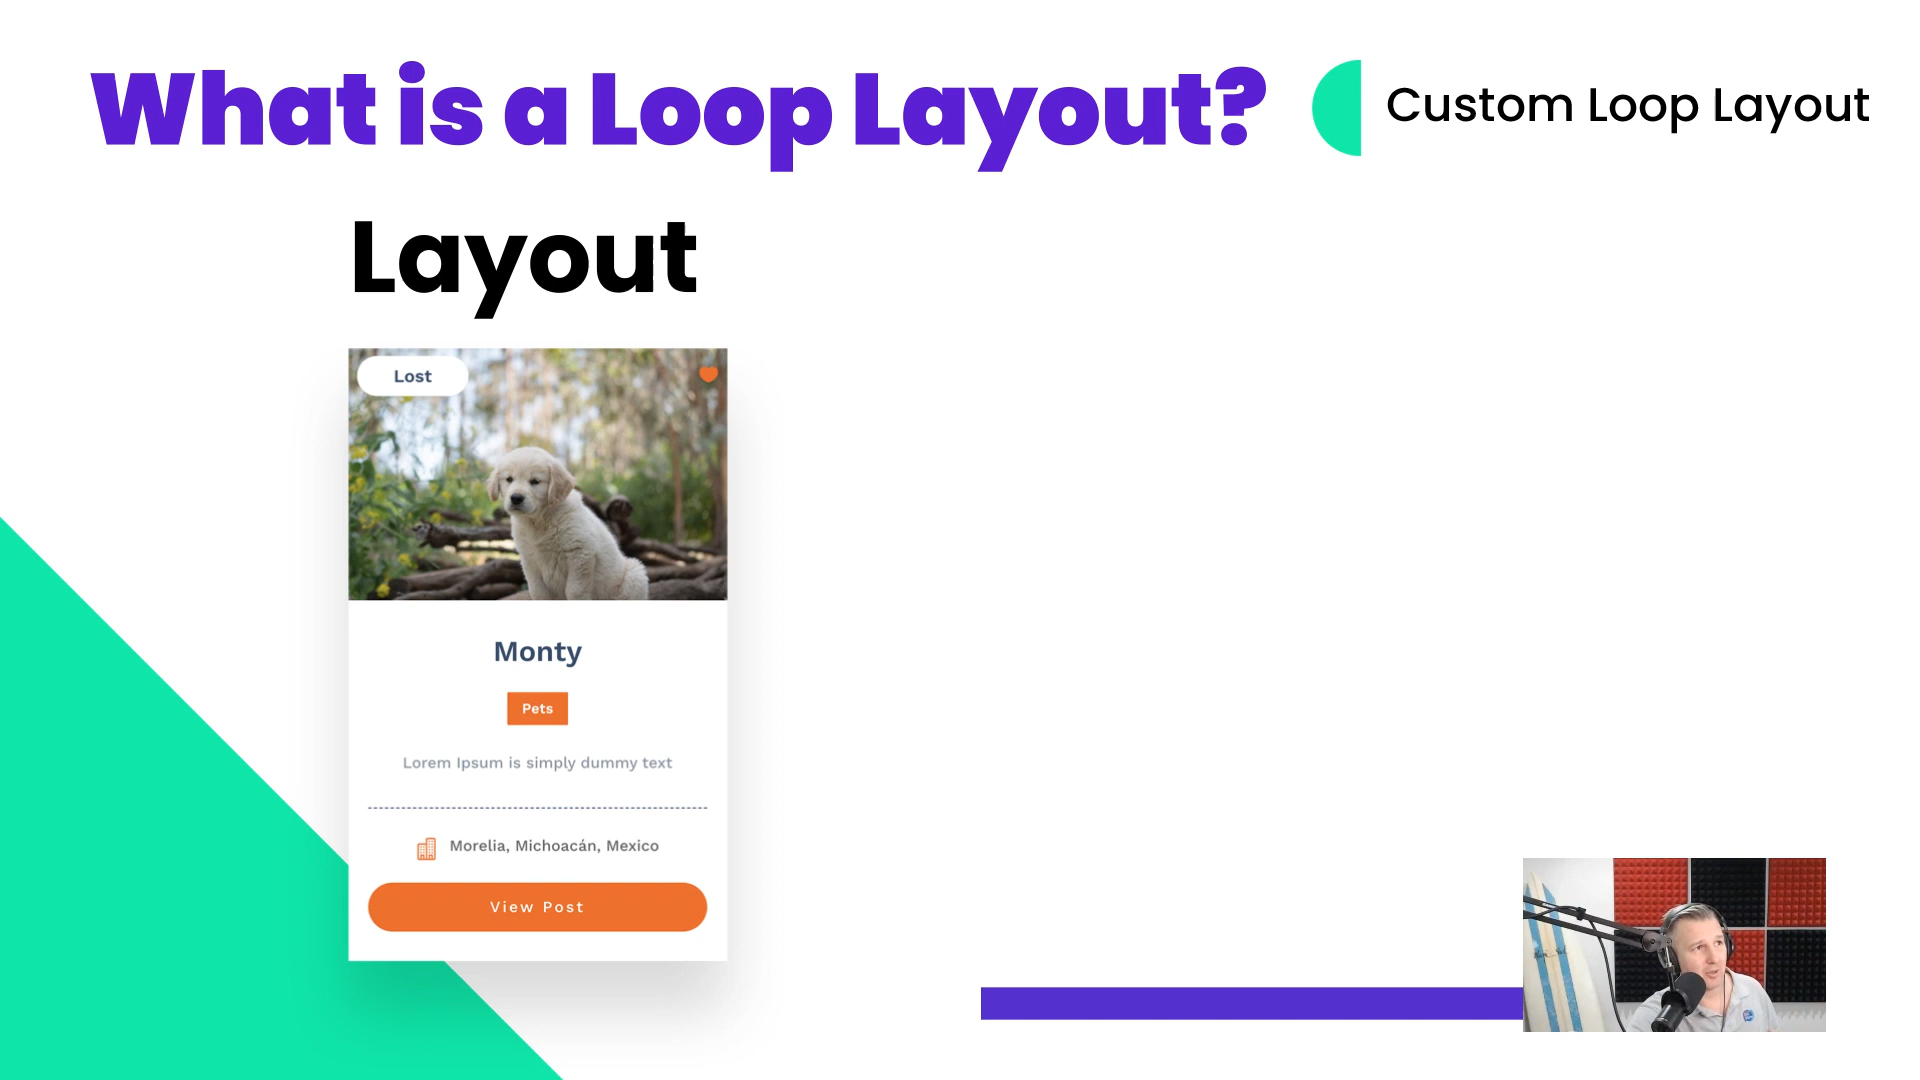 What is a Loop Layout?
Custom Loop Layout
Layout
Lost
Monty
Pets
Lorem Ipsum is simply dummy text
Morelia, Michoacán, Mexico
View Post